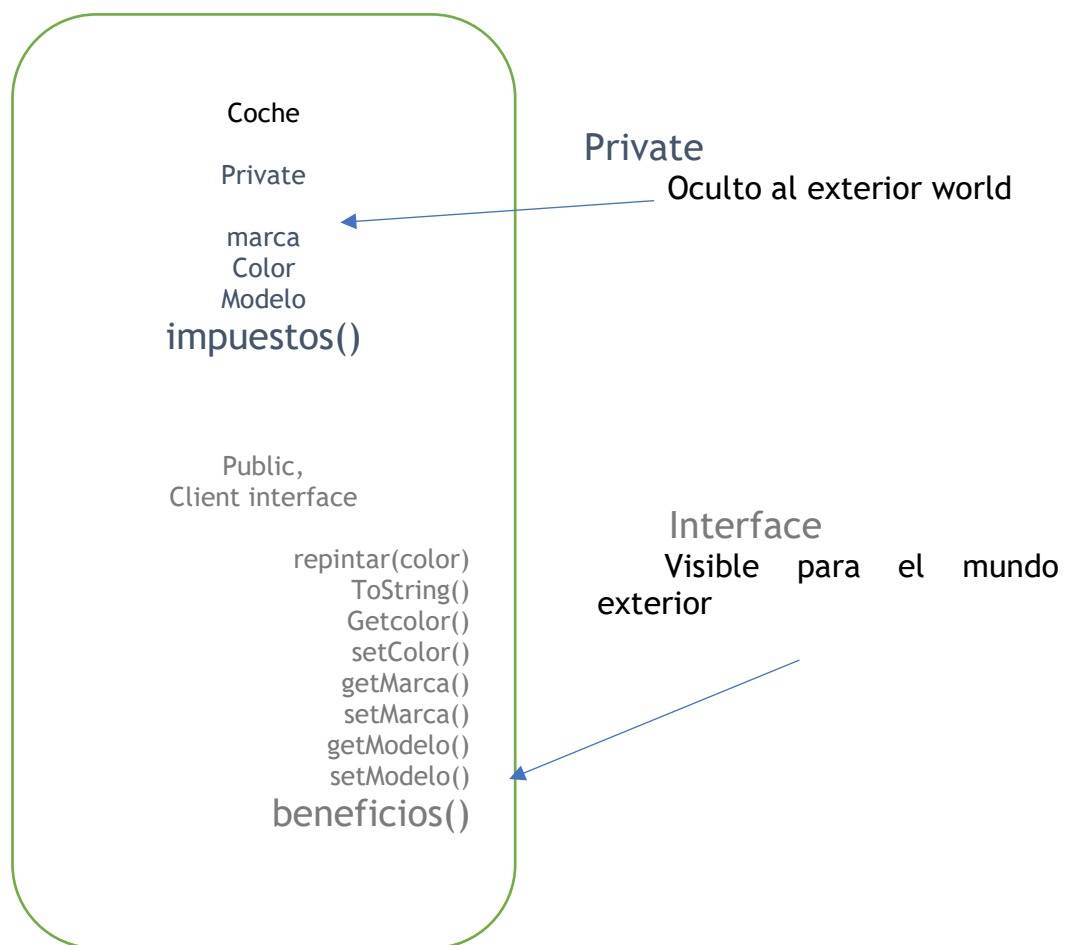 Coche
Private
marca
Color
Modelo
impuestos()
Public,
Client interface
repintar(color)
ToString()
Getcolor()
setColor()
getMarca()
setMarca()
getModelo()
setModelo()
beneficios()
Private
Oculto al exterior world
Interface
Visible para el mundo
exterior